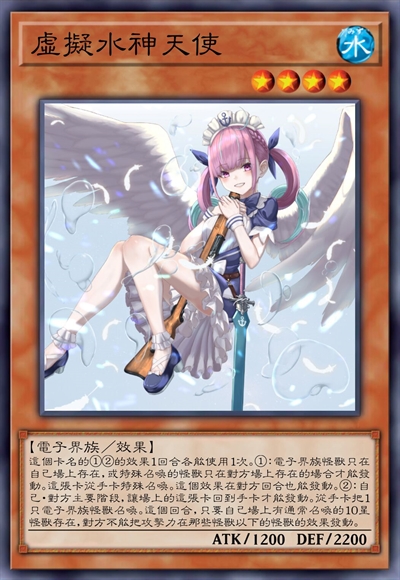 虛擬水神天使
水
【電子界族／效果】
這個卡名的①②的效果1回合各能使用1次。①：電子界族怪獸只在
自己場上存在，或特殊召喚的怪獸只在對方場上存在的場合才能發
動。這張卡從手卡特殊召喚。這個效果在對方回合也能發動。②：自
己·對方主要階段，讓場上的這張卡回到手卡才能發動。從手卡把1
只電子界族怪獸召喚。這個回合，只要自己場上有通常召喚的10星
怪獸存在，對方不能把攻擊力在那些怪獸以下的怪獸的效果發動。
ATK/1200 DEF/2200